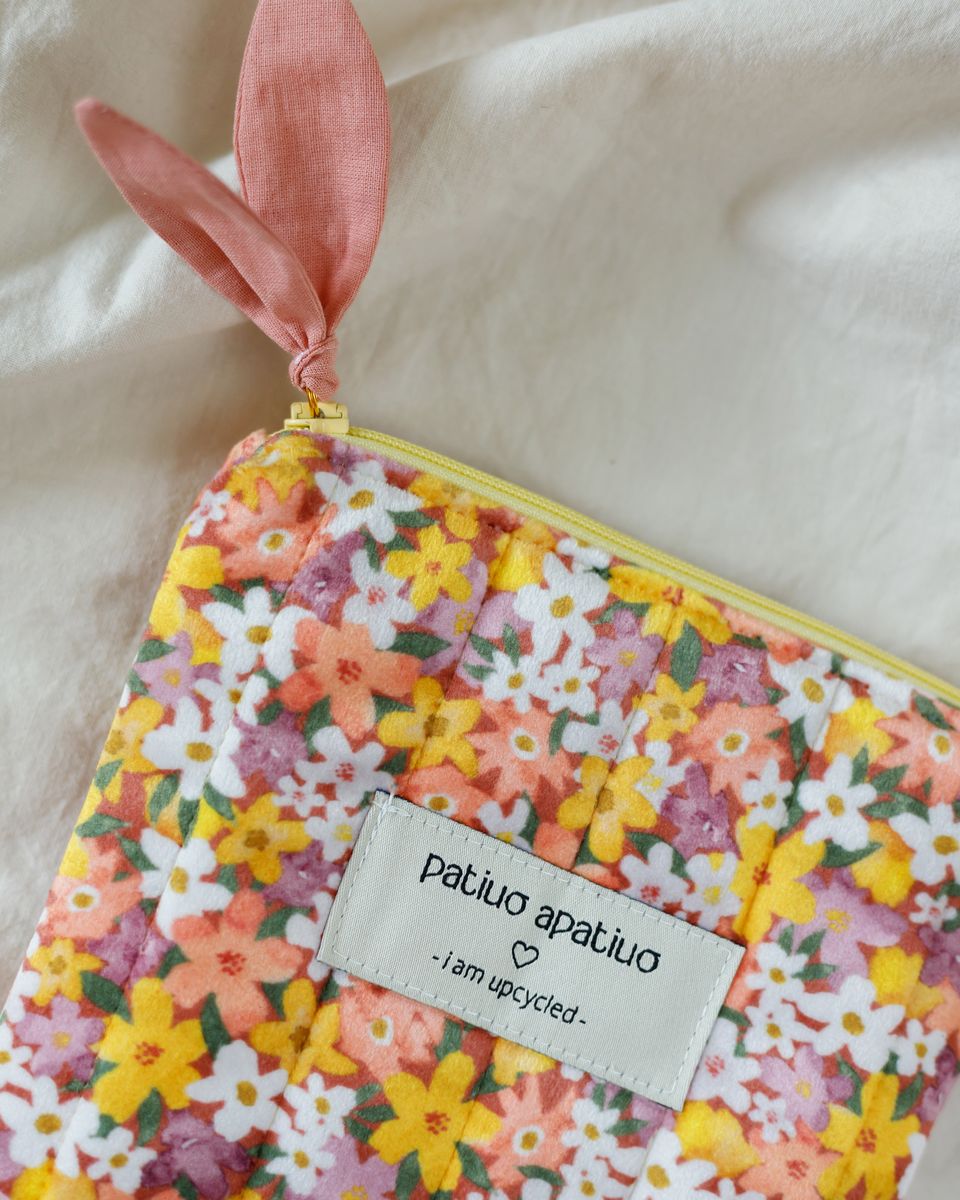 patiuo apatiuo
♡
- i am upcycled -